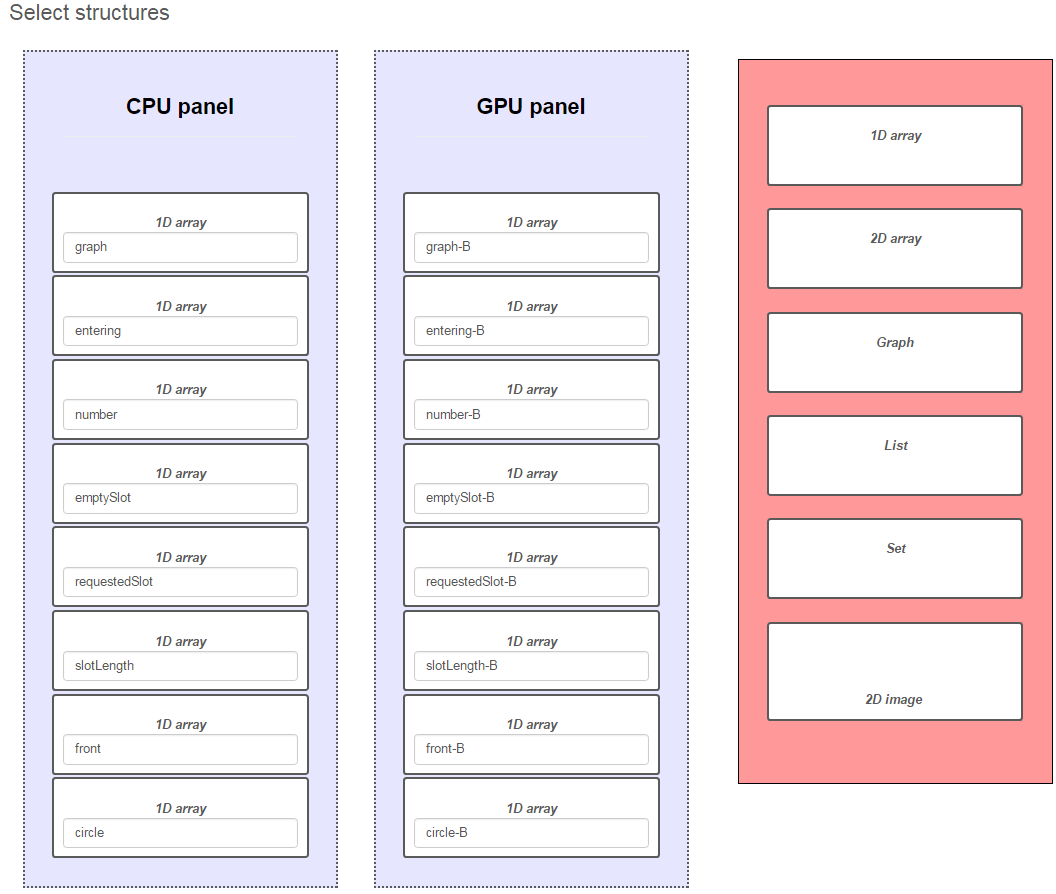 Select structures
CPU panel
1D array
graph
1D array
entering
1D array
number
1D array
emptySlot
1D array
requestedSlot
1D array
slotLength
1D array
front
1D array
circle
GPU panel
1D array
graph-B
1D array
entering-B
1D array
number-B
1D array
emptySlot-B
1D array
requestedSlot-B
1D array
slotLength-B
1D array
front-B
1D array
circle-B
1D array
2D array
Graph
List
Set
2D image